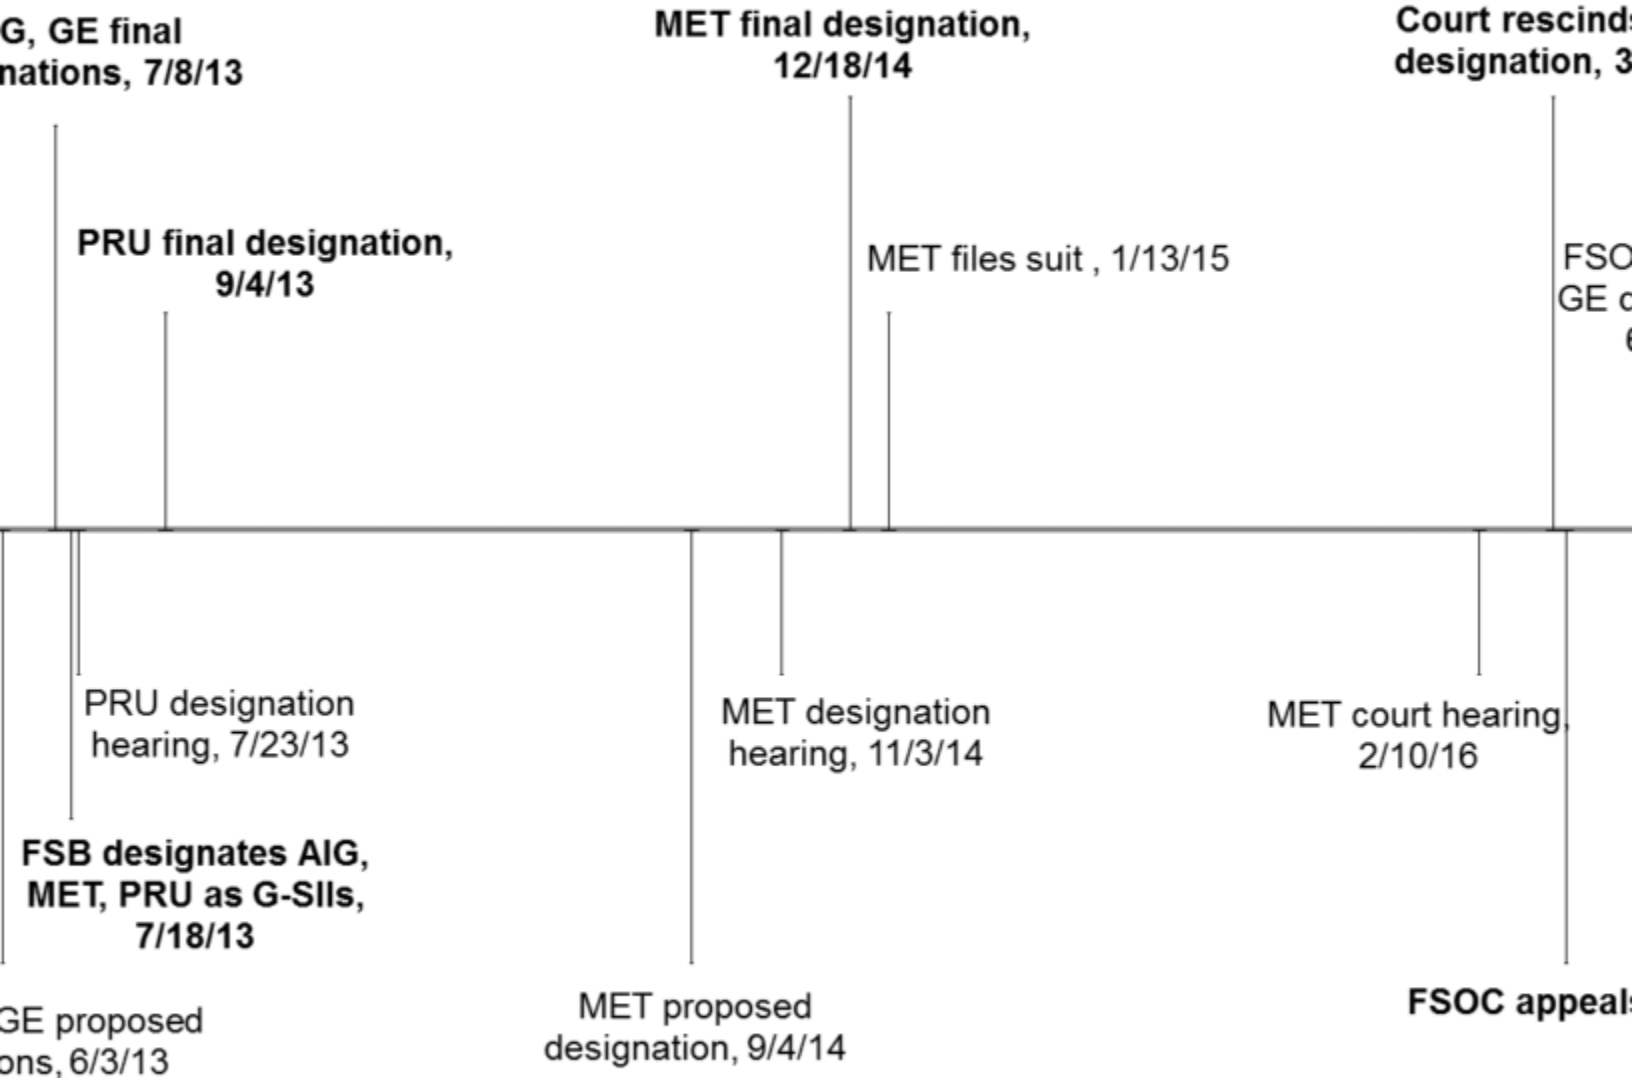 G, GE final
nations, 7/8/13
MET final designation,
12/18/14
Court rescinds
designation, 3
PRU final designation,
9/4/13
MET files suit , 1/13/15
FSO
GE d
6
PRU designation
hearing, 7/23/13
MET designation
hearing, 11/3/14
MET court hearing,
2/10/16
FSB designates AIG,
MET, PRU as G-SIIs,
7/18/13
GE proposed
ons, 6/3/13
MET proposed
designation, 9/4/14
FSOC appeals